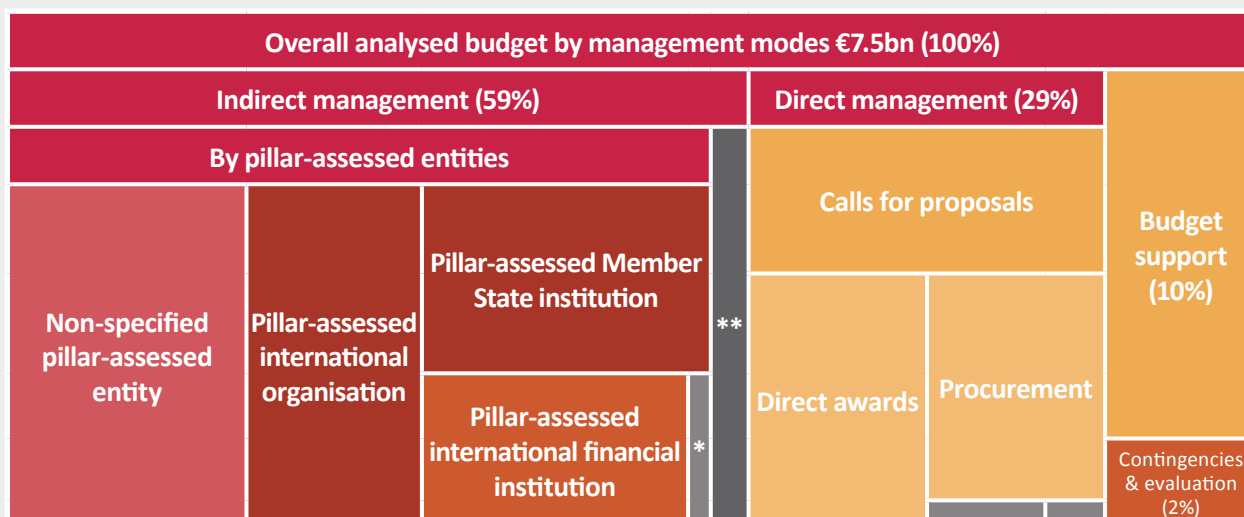 Overall analysed budget by management modes €7.5bn (100%)
Indirect management (59%)
Direct management (29%)
By pillar-assessed entities
Calls for proposals
Budget
support
(10%)
Non-specified
pillar-assessed
entity
Pillar-assessed
international
organisation
Pillar-assessed Member
State institution
**
Direct awards
Procurement
Pillar-assessed
international financial
institution
*
Contingencies
& evaluation
(2%)